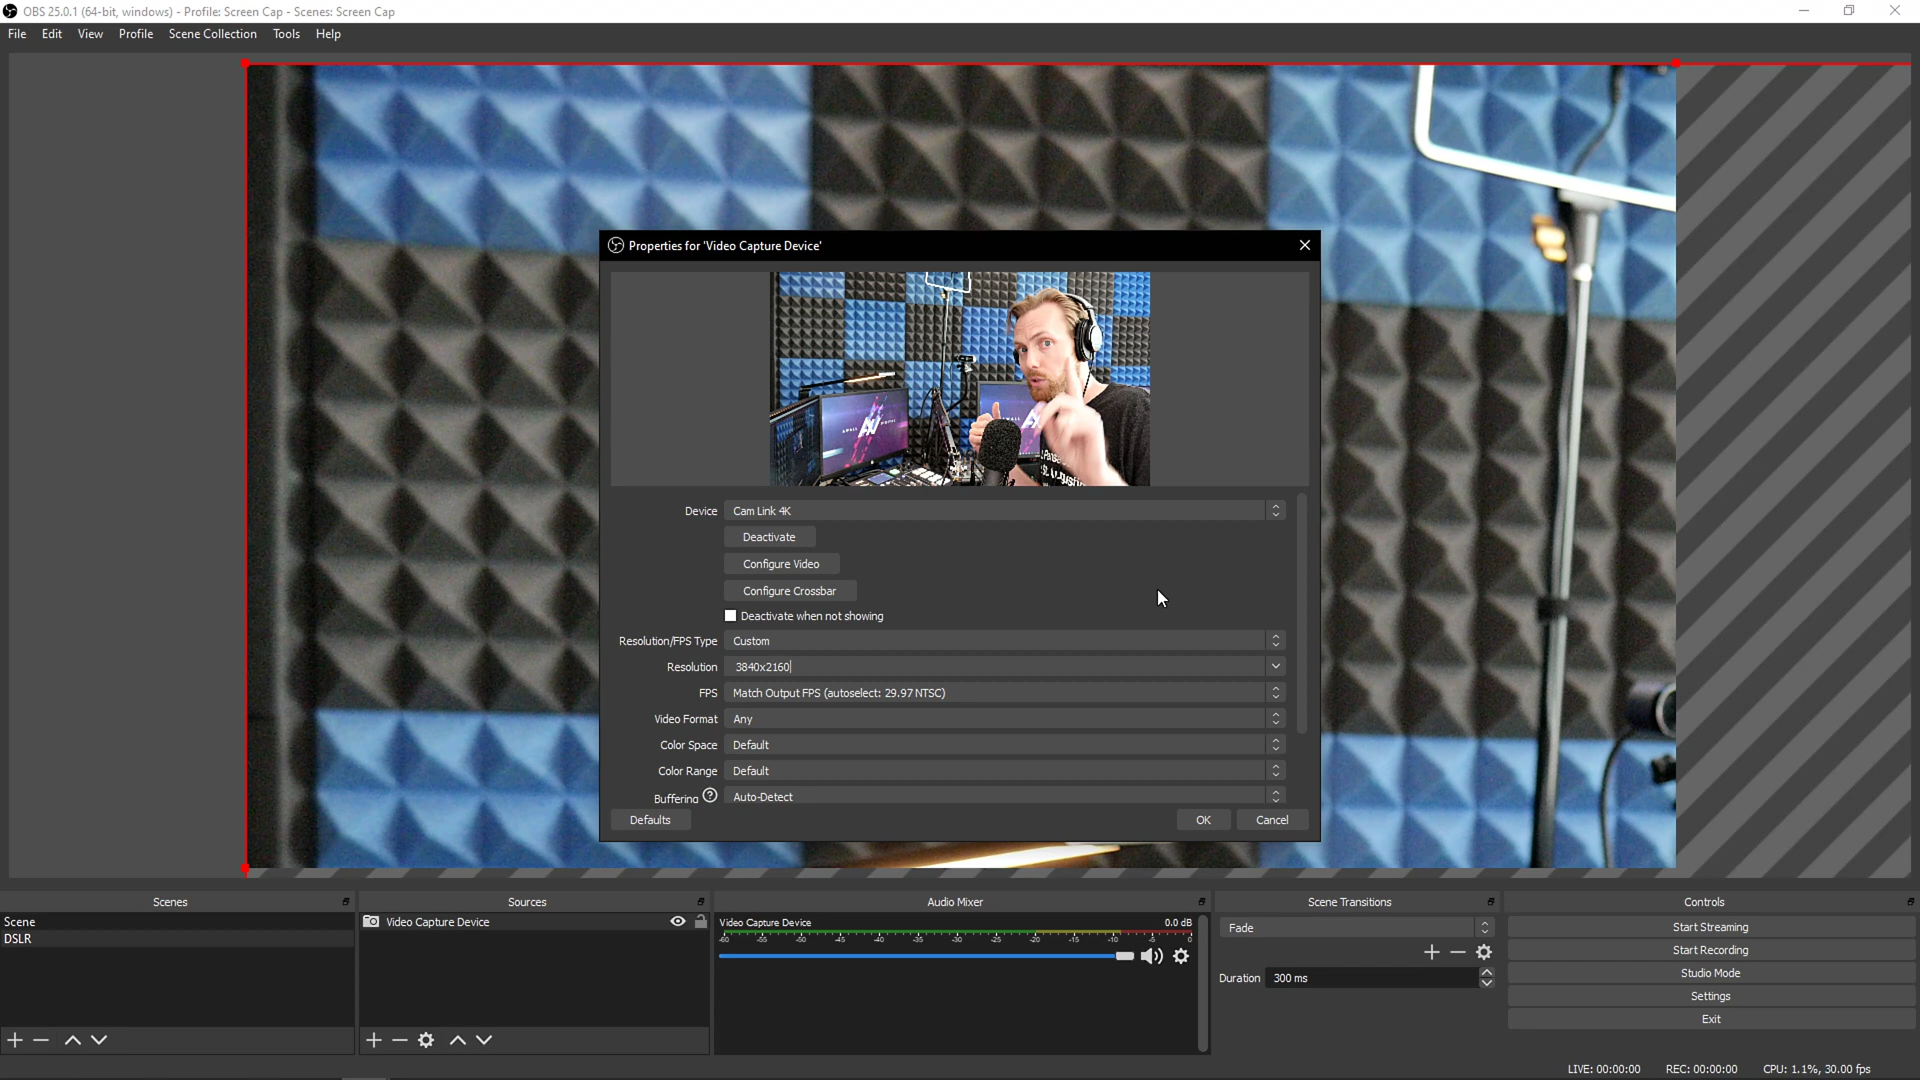 OBS 25.0.1 (64-bit, windows) - Profile: Screen Cap - Scenes: Screen Cap
File Edit View Profile Scene Collection Tools Help
Properties for 'Video Capture Device'
Device Cam Link 4K
Deactivate
Configure Video
Configure Crossbar
Deactivate when not showing
Resolution/FPS Type Custom
Resolution 3840x2160
FPS Match Output FPS (autoselect: 29.97 NTSC)
Video Format Any
Color Space Default
Color Range Default
Buffering ? Auto-Detect
Defaults OK Cancel
Scenes
Scene
DSLR
Sources
Video Capture Device
Audio Mixer
Video Capture Device 0.0 dB
-60 -55 -50 -45 -40 -35 -30 -25 -20 -15 -10 -5 0
Scene Transitions
Fade
Duration 300 ms
Controls
Start Streaming
Start Recording
Studio Mode
Settings
Exit
LIVE: 00:00:00 REC: 00:00:00 CPU: 1.1%, 30.00 fps